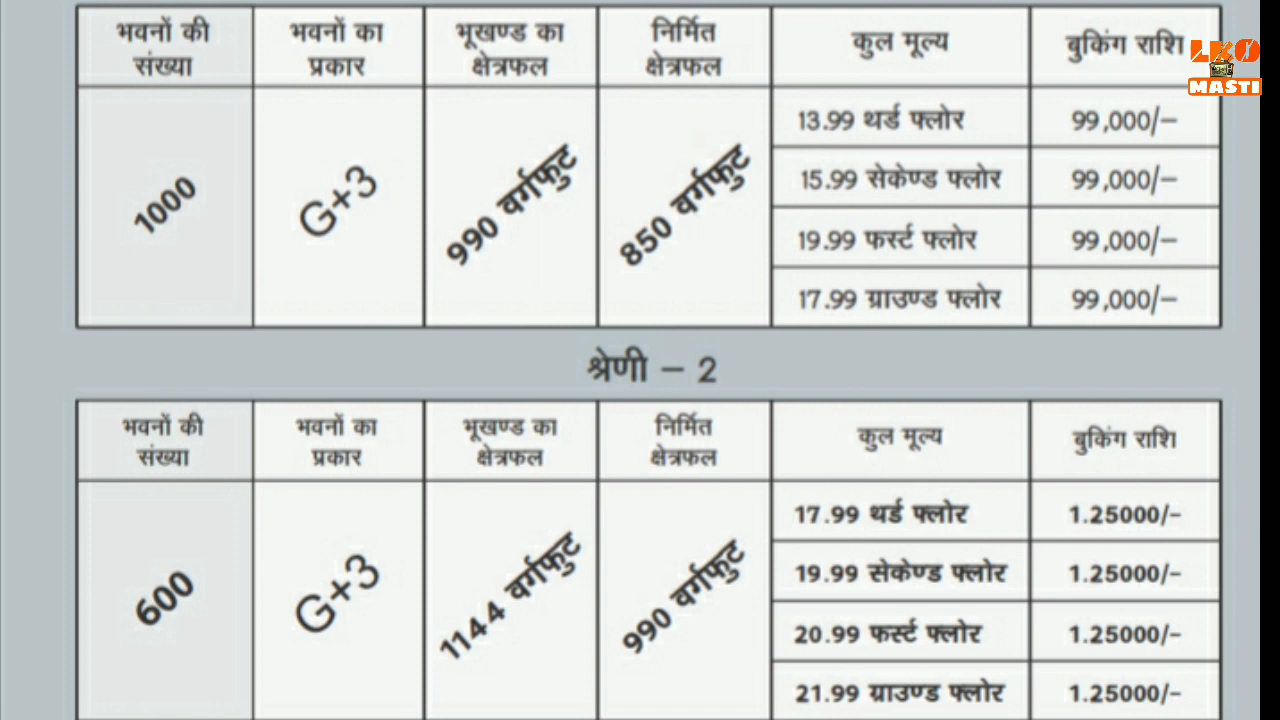 भवनों की संख्या
भवनों का प्रकार
भूखण्ड का क्षेत्रफल
निर्मित क्षेत्रफल
कुल मूल्य
बुकिंग राशि
1000
G+3
990 वर्गफुट
850 वर्गफुट
13.99 थर्ड फ्लोर
99,000/–
15.99 सेकेण्ड फ्लोर
99,000/–
19.99 फर्स्ट फ्लोर
99,000/–
17.99 ग्राउण्ड फ्लोर
99,000/–
LKO
MASTI
श्रेणी – 2
भवनों की संख्या
भवनों का प्रकार
भूखण्ड का क्षेत्रफल
निर्मित क्षेत्रफल
कुल मूल्य
बुकिंग राशि
600
G+3
1144 वर्गफुट
990 वर्गफुट
17.99 थर्ड फ्लोर
1.25000/–
19.99 सेकेण्ड फ्लोर
1.25000/–
20.99 फर्स्ट फ्लोर
1.25000/–
21.99 ग्राउण्ड फ्लोर
1.25000/–